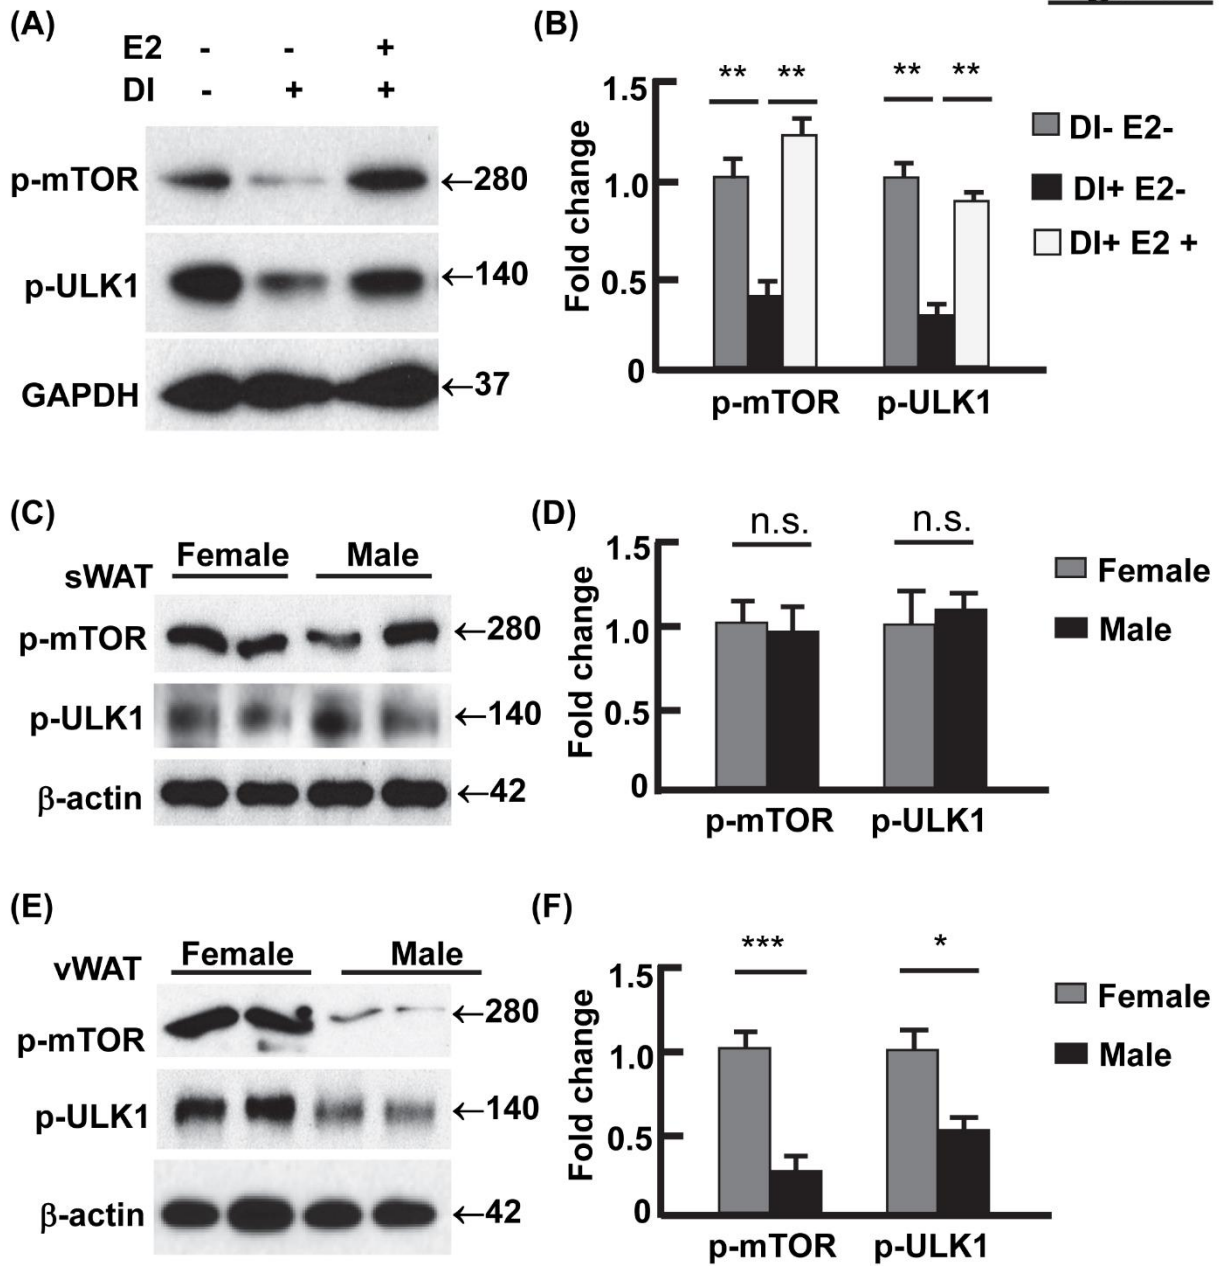 (A)
E2 - - +
DI - + +
p-mTOR ←280
p-ULK1 ←140
GAPDH ←37
(B)
** ** ** **
1.5
1.0
0.5
0
Fold change
p-mTOR p-ULK1
DI- E2-
DI+ E2-
DI+ E2 +
(C)
Female Male
sWAT
p-mTOR ←280
p-ULK1 ←140
β-actin ←42
(D)
n.s. n.s.
1.5
1.0
0.5
0
Fold change
p-mTOR p-ULK1
Female
Male
(E)
Female Male
vWAT
p-mTOR ←280
p-ULK1 ←140
β-actin ←42
(F)
*** *
1.5
1.0
0.5
0
Fold change
p-mTOR p-ULK1
Female
Male